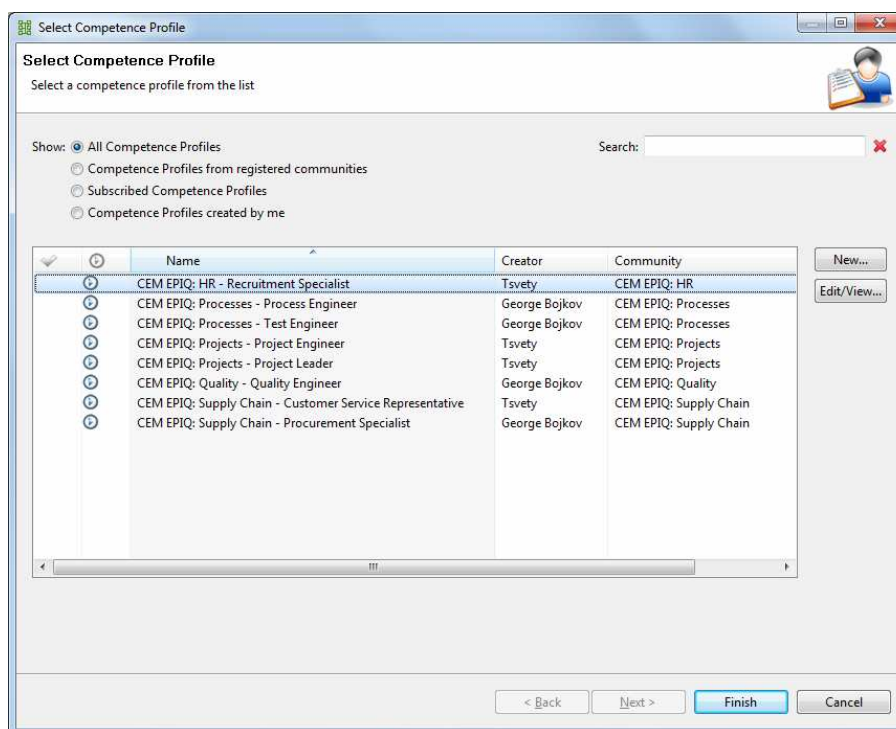 Select Competence Profile
Select Competence Profile
Select a competence profile from the list
Show: All Competence Profiles Search:
Competence Profiles from registered communities
Subscribed Competence Profiles
Competence Profiles created by me
Name Creator Community New...
CEM EPIQ: HR - Recruitment Specialist Tsvety CEM EPIQ: HR Edit/View...
CEM EPIQ: Processes - Process Engineer George Bojkov CEM EPIQ: Processes
CEM EPIQ: Processes - Test Engineer George Bojkov CEM EPIQ: Processes
CEM EPIQ: Projects - Project Engineer Tsvety CEM EPIQ: Projects
CEM EPIQ: Projects - Project Leader Tsvety CEM EPIQ: Projects
CEM EPIQ: Quality - Quality Engineer George Bojkov CEM EPIQ: Quality
CEM EPIQ: Supply Chain - Customer Service Representative Tsvety CEM EPIQ: Supply Chain
CEM EPIQ: Supply Chain - Procurement Specialist George Bojkov CEM EPIQ: Supply Chain
< Back Next > Finish Cancel